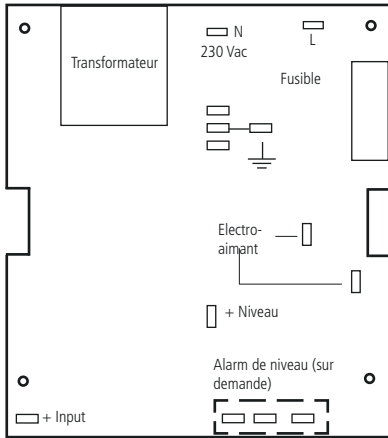 N
L
230 Vac
Transformateur
Fusible
Electro-
aimant
+ Niveau
Alarm de niveau (sur
demande)
+ Input